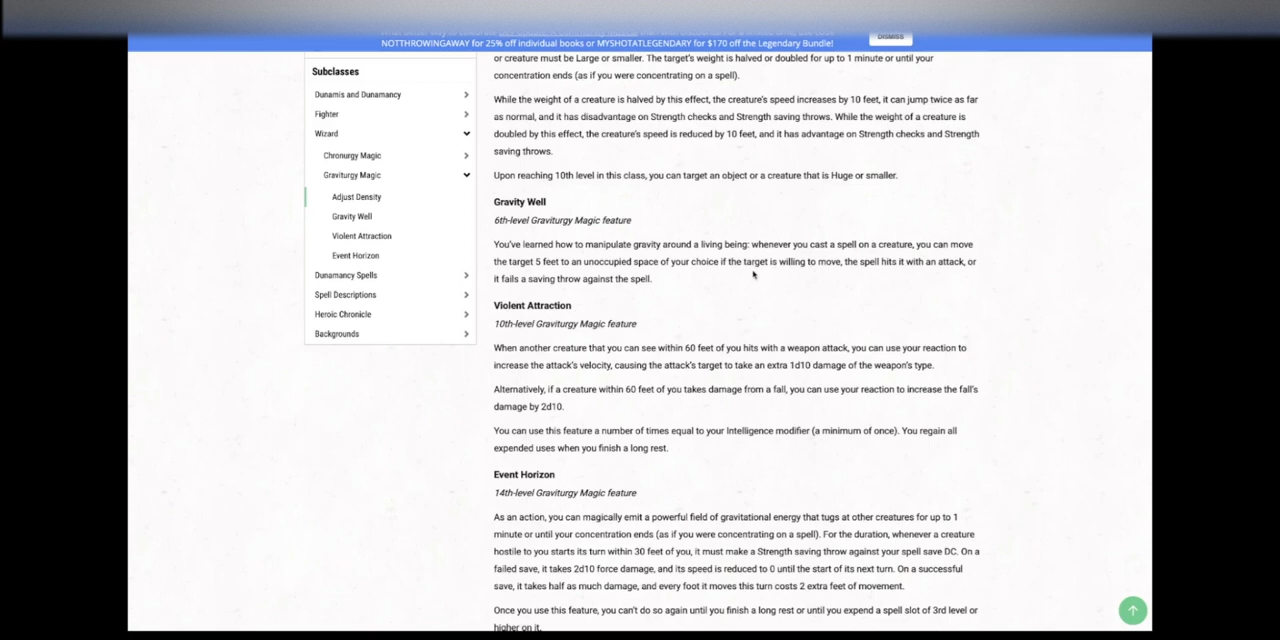 NOTTHROWINGAWAY for 25% off individual books or MYSHOTATLEGENDARY for $170 off the Legendary Bundle!
DISMISS
Subclasses
Dunamis and Dunamancy
Fighter
Wizard
Chronurgy Magic
Graviturgy Magic
Adjust Density
Gravity Well
Violent Attraction
Event Horizon
Dunamancy Spells
Spell Descriptions
Heroic Chronicle
Backgrounds
or creature must be Large or smaller. The target's weight is halved or doubled for up to 1 minute or until your
concentration ends (as if you were concentrating on a spell).
While the weight of a creature is halved by this effect, the creature's speed increases by 10 feet, it can jump twice as far
as normal, and it has disadvantage on Strength checks and Strength saving throws. While the weight of a creature is
doubled by this effect, the creature's speed is reduced by 10 feet, and it has advantage on Strength checks and Strength
saving throws.
Upon reaching 10th level in this class, you can target an object or a creature that is Huge or smaller.
Gravity Well
6th-level Graviturgy Magic feature
You've learned how to manipulate gravity around a living being: whenever you cast a spell on a creature, you can move
the target 5 feet to an unoccupied space of your choice if the target is willing to move, the spell hits it with an attack, or
it fails a saving throw against the spell.
Violent Attraction
10th-level Graviturgy Magic feature
When another creature that you can see within 60 feet of you hits with a weapon attack, you can use your reaction to
increase the attack's velocity, causing the attack's target to take an extra 1d10 damage of the weapon's type.
Alternatively, if a creature within 60 feet of you takes damage from a fall, you can use your reaction to increase the fall's
damage by 2d10.
You can use this feature a number of times equal to your Intelligence modifier (a minimum of once). You regain all
expended uses when you finish a long rest.
Event Horizon
14th-level Graviturgy Magic feature
As an action, you can magically emit a powerful field of gravitational energy that tugs at other creatures for up to 1
minute or until your concentration ends (as if you were concentrating on a spell). For the duration, whenever a creature
hostile to you starts its turn within 30 feet of you, it must make a Strength saving throw against your spell save DC. On a
failed save, it takes 2d10 force damage, and its speed is reduced to 0 until the start of its next turn. On a successful
save, it takes half as much damage, and every foot it moves this turn costs 2 extra feet of movement.
Once you use this feature, you can't do so again until you finish a long rest or until you expend a spell slot of 3rd level or
higher on it.